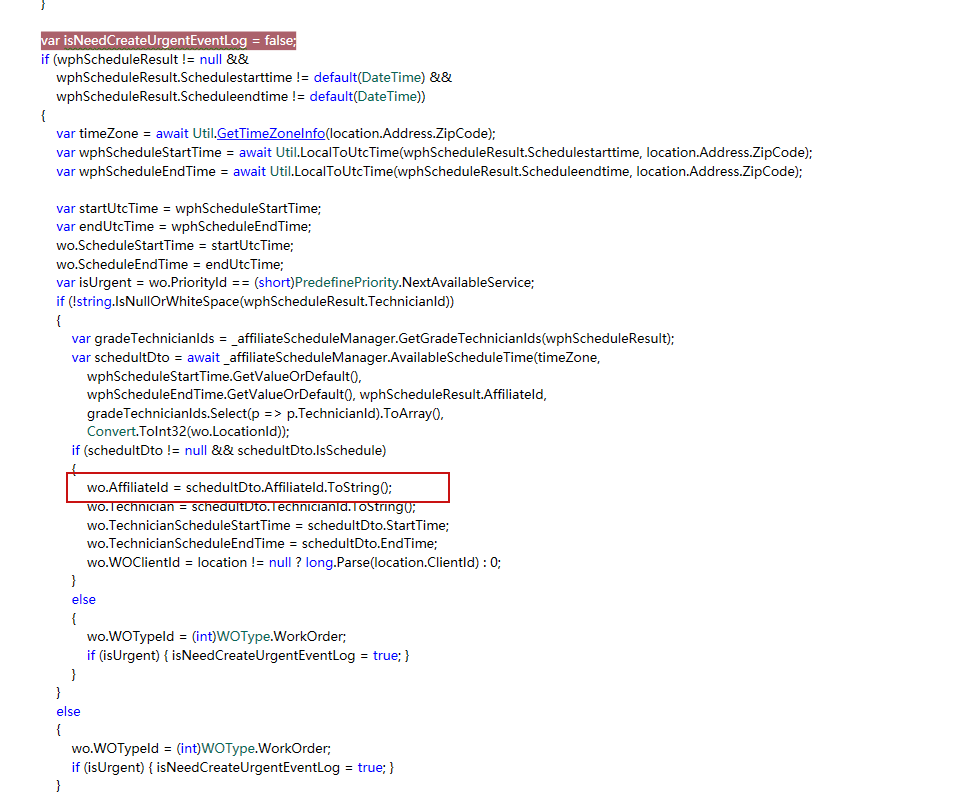 }
var isNeedCreateUrgentEventLog = false;
if (wphScheduleResult != null &&
wphScheduleResult.Schedulestarttime != default(DateTime) &&
wphScheduleResult.Scheduleendtime != default(DateTime))
{
var timeZone = await Util.GetTimeZoneInfo(location.Address.ZipCode);
var wphScheduleStartTime = await Util.LocalToUtcTime(wphScheduleResult.Schedulestarttime, location.Address.ZipCode);
var wphScheduleEndTime = await Util.LocalToUtcTime(wphScheduleResult.Scheduleendtime, location.Address.ZipCode);
var startUtcTime = wphScheduleStartTime;
var endUtcTime = wphScheduleEndTime;
wo.ScheduleStartTime = startUtcTime;
wo.ScheduleEndTime = endUtcTime;
var isUrgent = wo.PriorityId == (short)PredefinePriority.NextAvailableService;
if (!string.IsNullOrWhiteSpace(wphScheduleResult.TechnicianId))
{
var gradeTechnicianIds = _affiliateScheduleManager.GetGradeTechnicianIds(wphScheduleResult);
var schedultDto = await _affiliateScheduleManager.AvailableScheduleTime(timeZone,
wphScheduleStartTime.GetValueOrDefault(),
wphScheduleEndTime.GetValueOrDefault(), wphScheduleResult.AffiliateId,
gradeTechnicianIds.Select(p => p.TechnicianId).ToArray(),
Convert.ToInt32(wo.LocationId));
if (schedultDto != null && schedultDto.IsSchedule)
{
wo.AffiliateId = schedultDto.AffiliateId.ToString();
wo.Technician = schedultDto.TechnicianId.ToString();
wo.TechnicianScheduleStartTime = schedultDto.StartTime;
wo.TechnicianScheduleEndTime = schedultDto.EndTime;
wo.WOClientId = location != null ? long.Parse(location.ClientId) : 0;
}
else
{
wo.WOTypeId = (int)WOType.WorkOrder;
if (isUrgent) { isNeedCreateUrgentEventLog = true; }
}
}
else
{
wo.WOTypeId = (int)WOType.WorkOrder;
if (isUrgent) { isNeedCreateUrgentEventLog = true; }
}